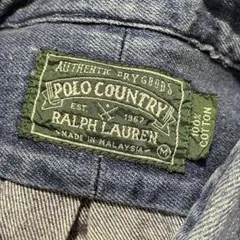 AUTHENTIC DRY GOODS
POLO COUNTRY
EST. 1967
RALPH LAUREN
MADE IN MALAYSIA
M
100%
COTTON